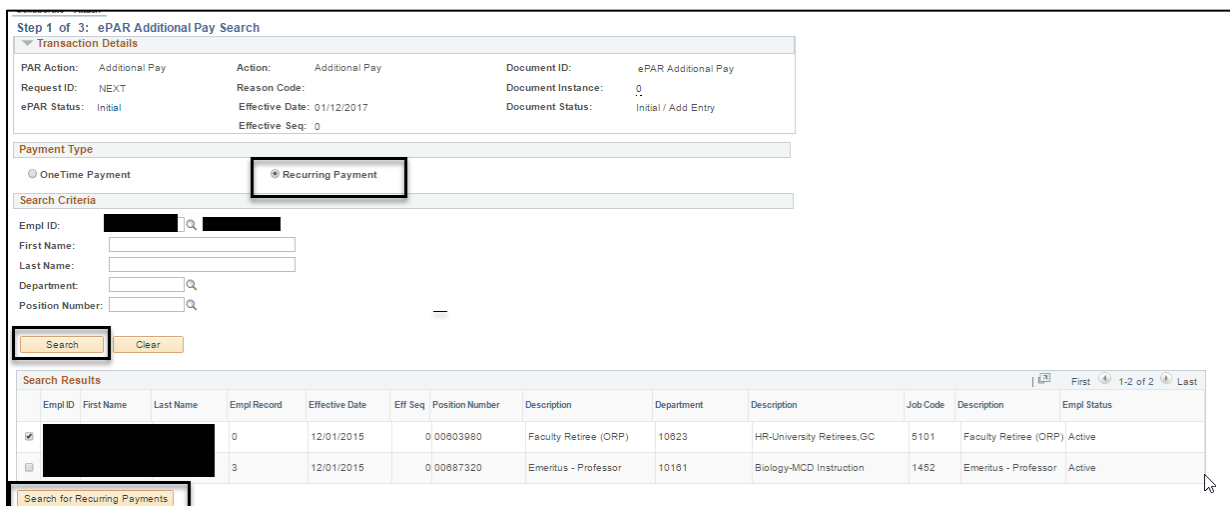 Step 1 of 3: ePAR Additional Pay Search
Transaction Details
PAR Action: Additional Pay Action: Additional Pay Document ID: ePAR Additional Pay
Request ID: NEXT Reason Code: Document Instance: 0
ePAR Status: Initial Effective Date: 01/12/2017 Document Status: Initial / Add Entry
Effective Seq: 0
Payment Type
OneTime Payment Recurring Payment
Search Criteria
Empl ID:
First Name:
Last Name:
Department:
Position Number:
Search Clear
Search Results First 1-2 of 2 Last
Empl ID First Name Last Name Empl Record Effective Date Eff Seq Position Number Description Department Description Job Code Description Empl Status
0 12/01/2015 0 00603980 Faculty Retiree (ORP) 10623 HR-University Retirees,GC 5101 Faculty Retiree (ORP) Active
3 12/01/2015 0 00687320 Emeritus - Professor 10161 Biology-MCD Instruction 1452 Emeritus - Professor Active
Search for Recurring Payments